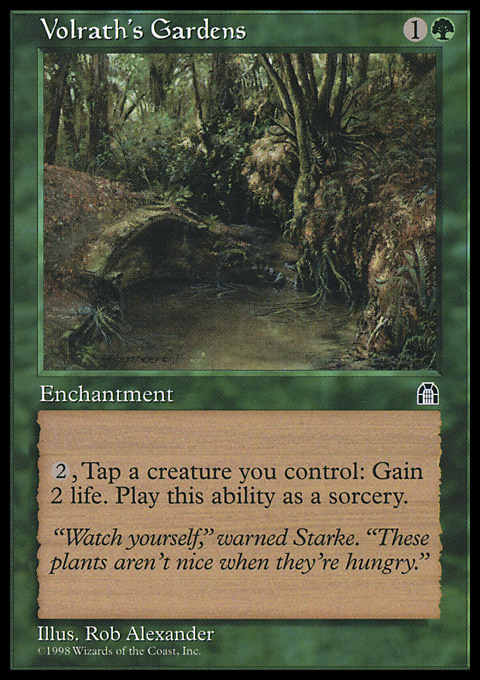 Volrath's Gardens 1
Enchantment
2, Tap a creature you control: Gain
2 life. Play this ability as a sorcery.
“Watch yourself,” warned Starke. “These
plants aren't nice when they're hungry.”
Illus. Rob Alexander
©1998 Wizards of the Coast, Inc.